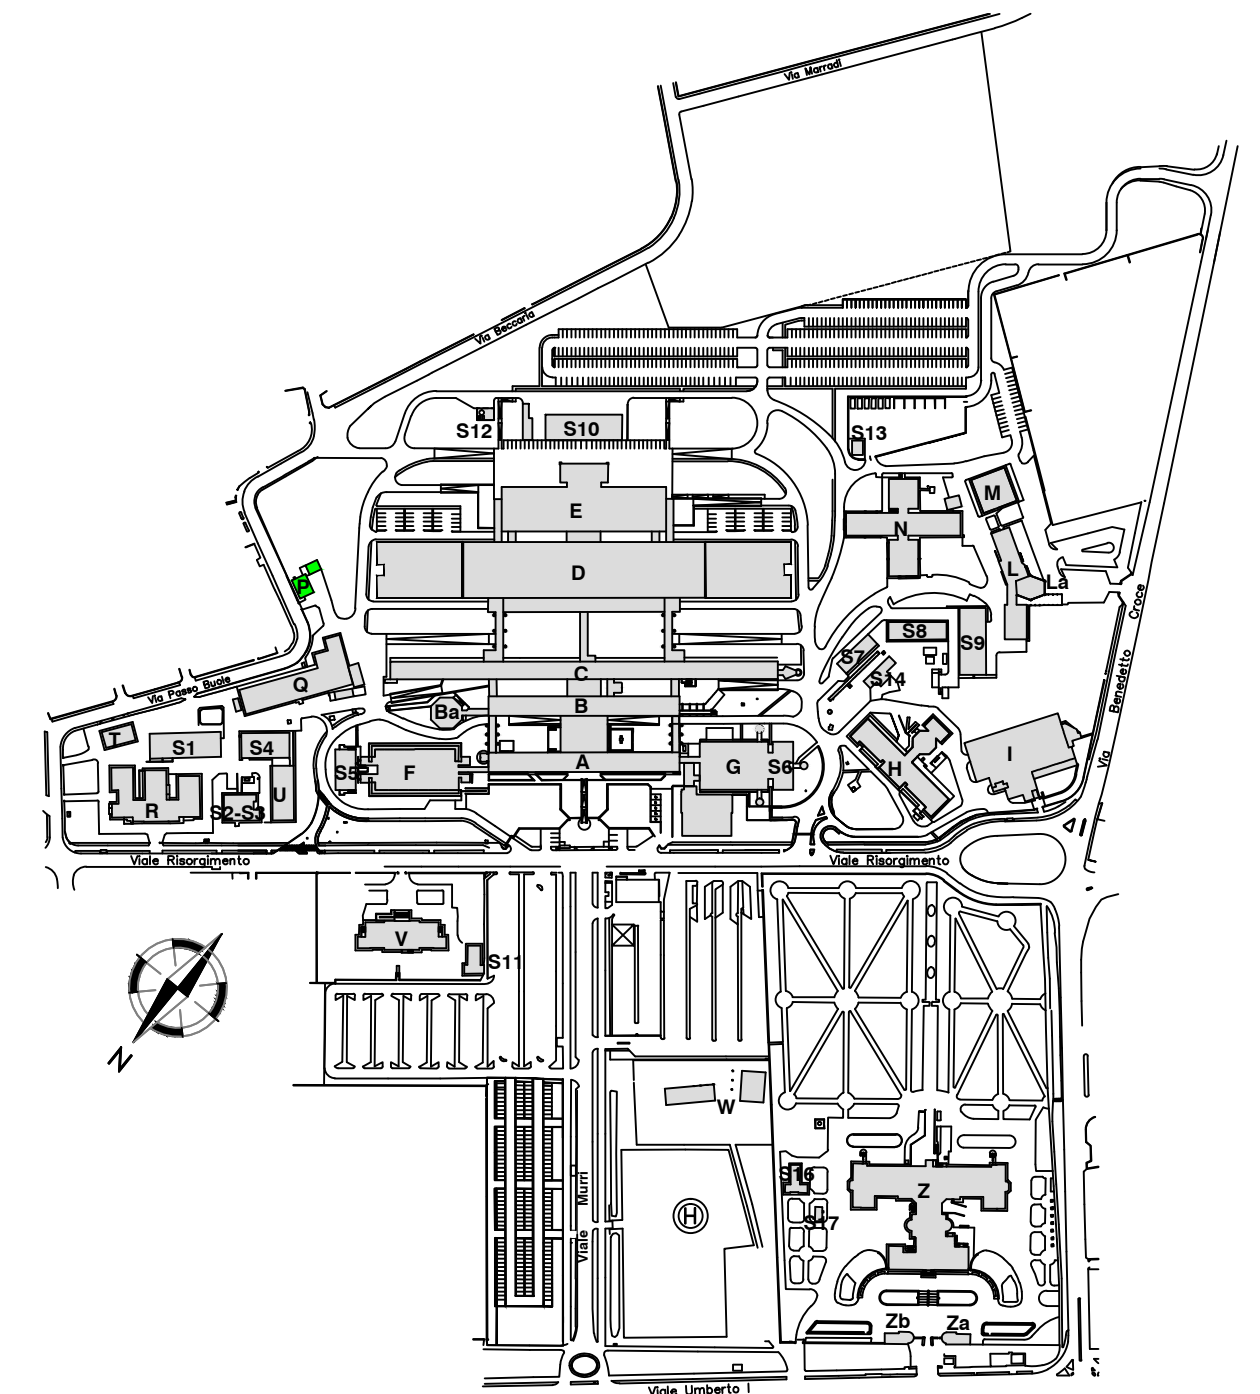 Via Marradi
Via Beccaria
S12
S10
S13
E
M
N
D
P
L
La
Croce
S8
S9
S7
S14
C
Q
Via Passo Buole
B
Ba
Benedetto
T
S1
S4
A
S5
F
G
S6
H
I
Via
R
S2-S3
U
Viale Risorgimento
Viale Risorgimento
V
S11
N
W
Murri
S16
Z
H
S17
Viale
Zb
Za
Viale Umberto I